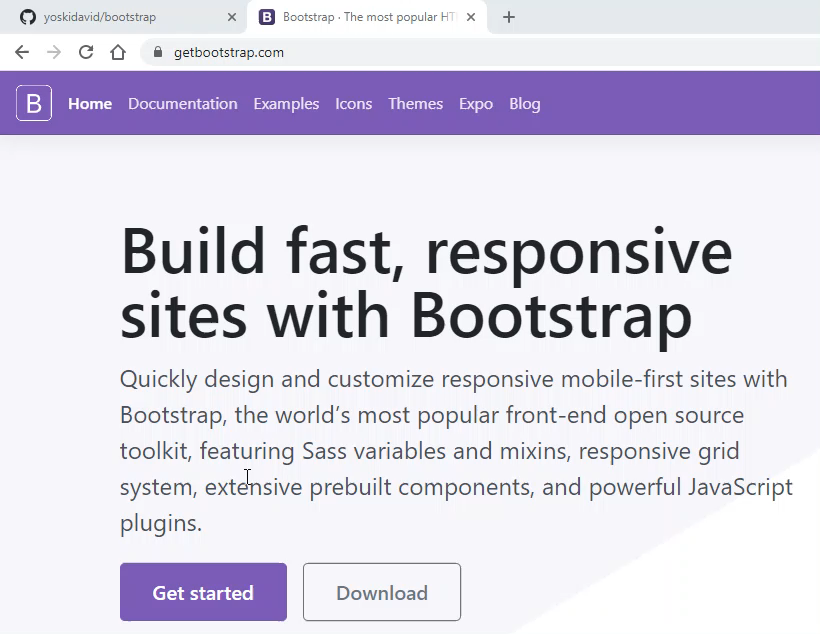 yoskidavid/bootstrap
Bootstrap · The most popular HT
getbootstrap.com
B Home Documentation Examples Icons Themes Expo Blog
Build fast, responsive
sites with Bootstrap
Quickly design and customize responsive mobile-first sites with
Bootstrap, the world’s most popular front-end open source
toolkit, featuring Sass variables and mixins, responsive grid
system, extensive prebuilt components, and powerful JavaScript
plugins.
Get started Download